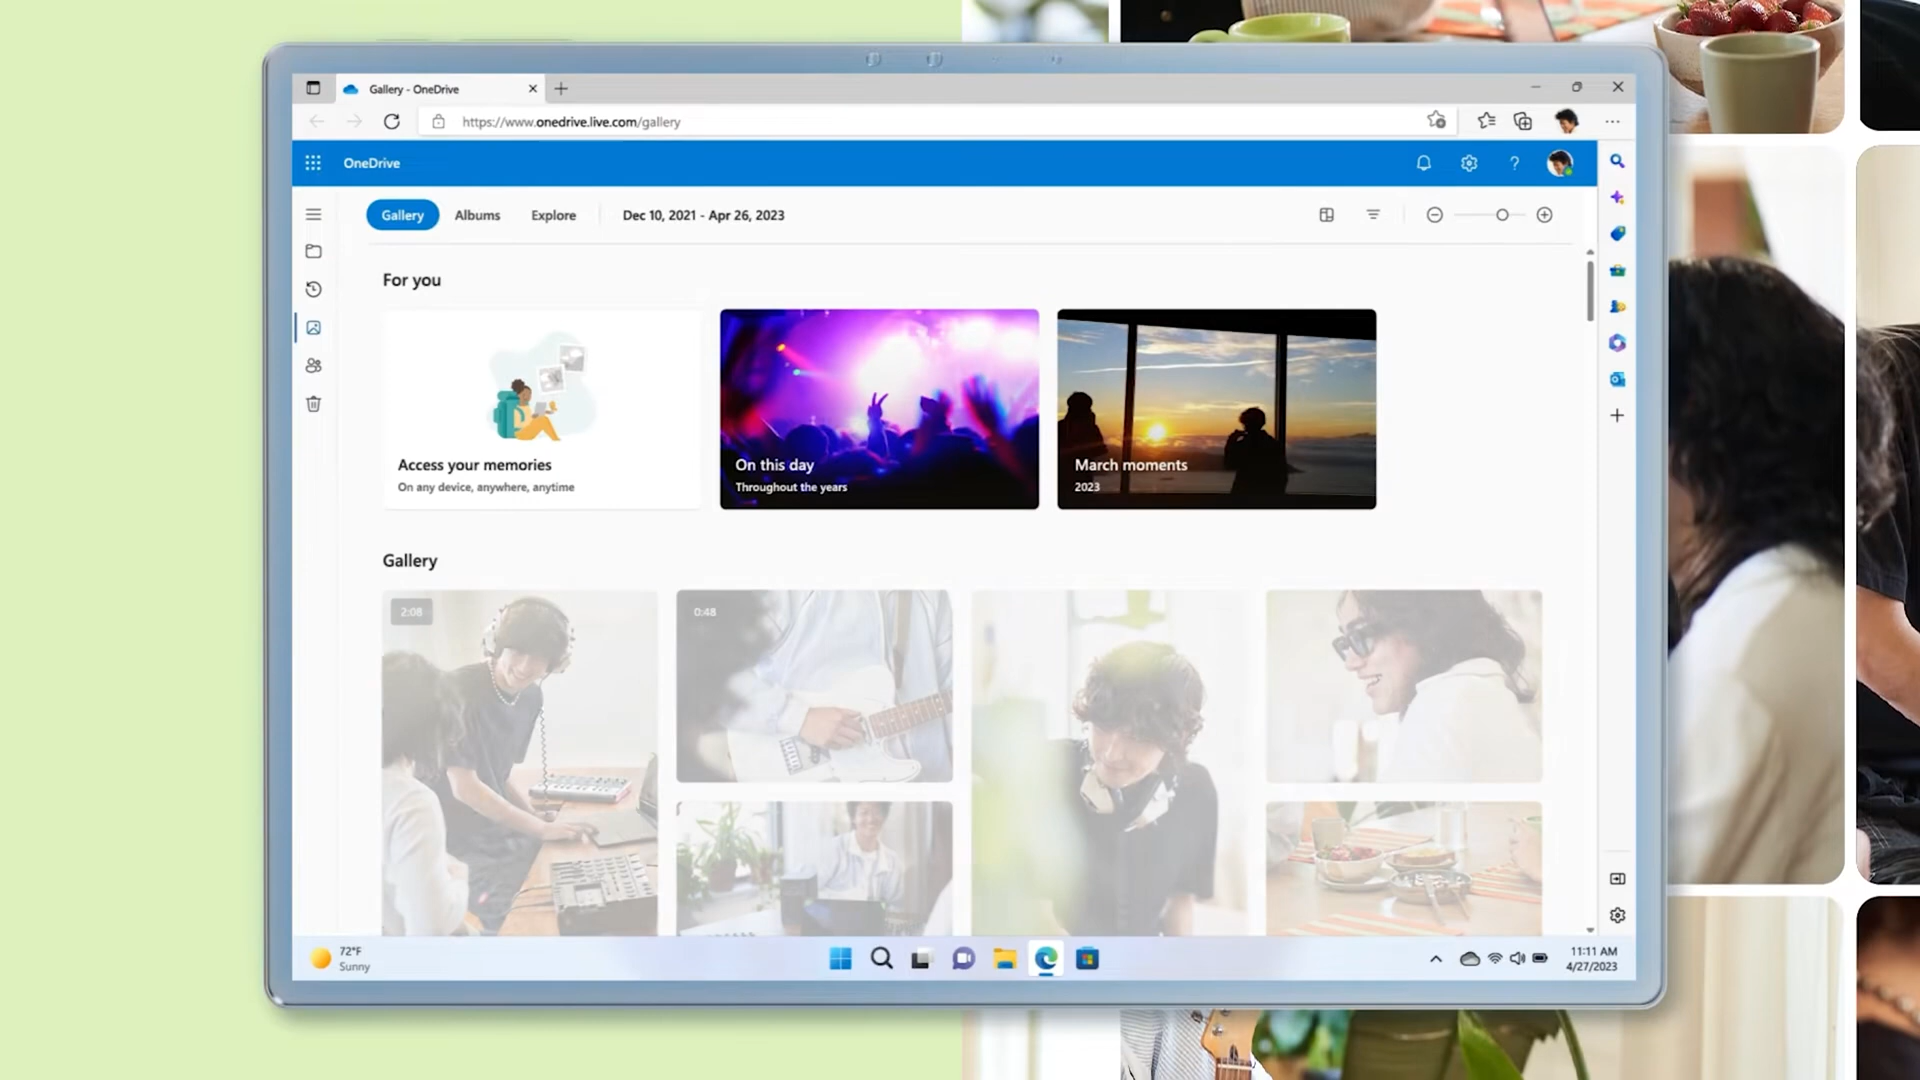 Gallery - OneDrive
https://www.onedrive.live.com/gallery
OneDrive
Gallery Albums Explore Dec 10, 2021 - Apr 26, 2023
For you
Access your memories
On any device, anywhere, anytime
On this day
Throughout the years
March moments
2023
Gallery
2:08
0:48
72°F
Sunny
11:11 AM
4/27/2023